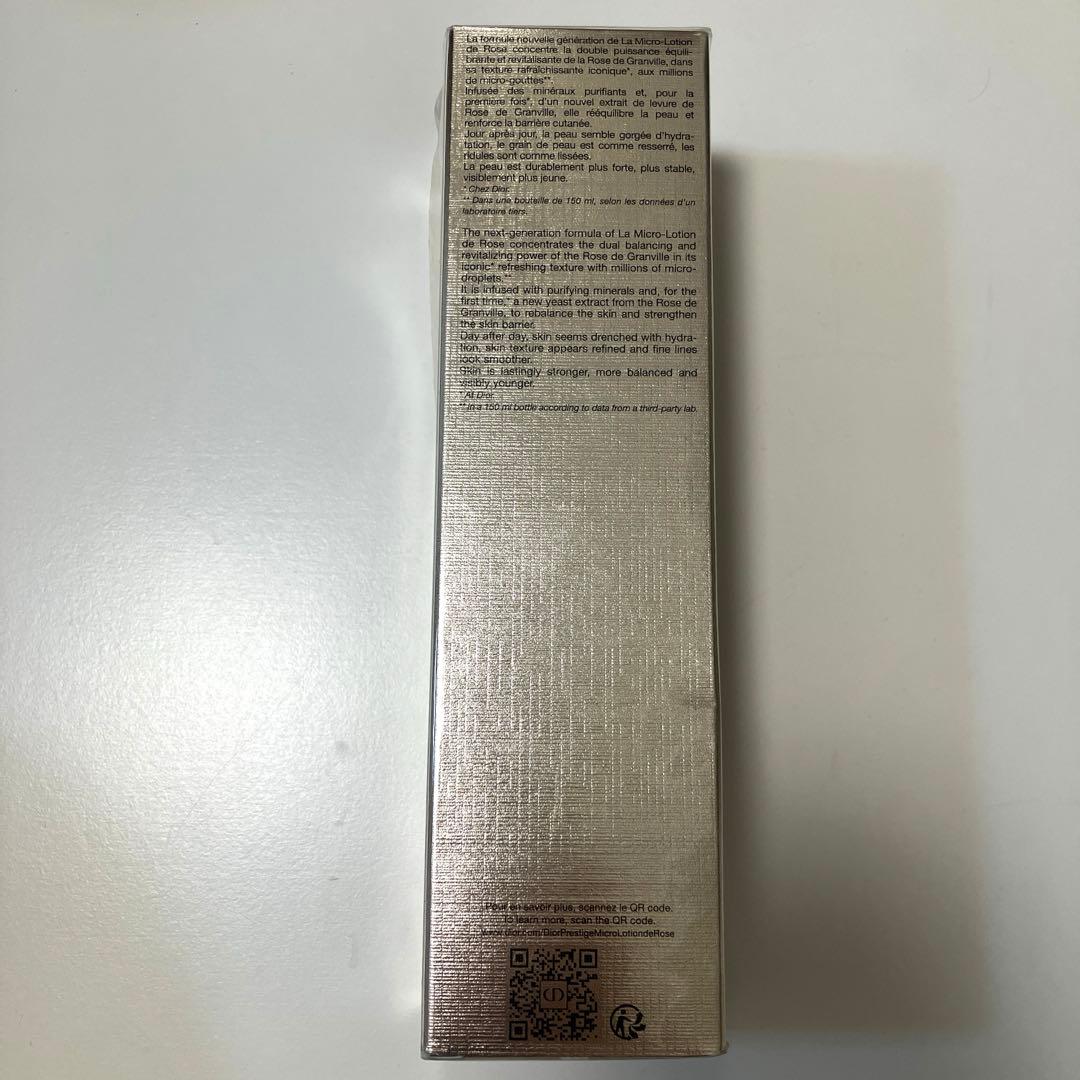 La formule nouvelle génération de La Micro-Lotion
de Rose concentre la double puissance équili-
brante et revitalisante de la Rose de Granville, dans
sa texture rafraîchissante iconique*, aux millions
de micro-gouttes**.
Infusée des minéraux purifiants et, pour la
première fois*, d'un nouvel extrait de levure de
Rose de Granville, elle rééquilibre la peau et
renforce la barrière cutanée.
Jour après jour, la peau semble gorgée d'hydra-
tation, le grain de peau est comme resserré, les
ridules sont comme lissées.
La peau est durablement plus forte, plus stable,
visiblement plus jeune.
* Chez Dior.
** Dans une bouteille de 150 ml, selon les données d'un
laboratoire tiers.
The next-generation formula of La Micro-Lotion
de Rose concentrates the dual balancing and
revitalizing power of the Rose de Granville in its
iconic* refreshing texture with millions of micro-
droplets.**
It is infused with purifying minerals and, for the
first time,* a new yeast extract from the Rose de
Granville, to rebalance the skin and strengthen
the skin barrier.
Day after day, skin seems drenched with hydra-
tion, skin texture appears refined and fine lines
look smoother.
Skin is lastingly stronger, more balanced and
visibly younger.
* At Dior.
** In a 150 ml bottle according to data from a third-party lab.
Pour en savoir plus, scannez le QR code.
To learn more, scan the QR code.
www.dior.com/DiorPrestigeMicroLotiondeRose
CD